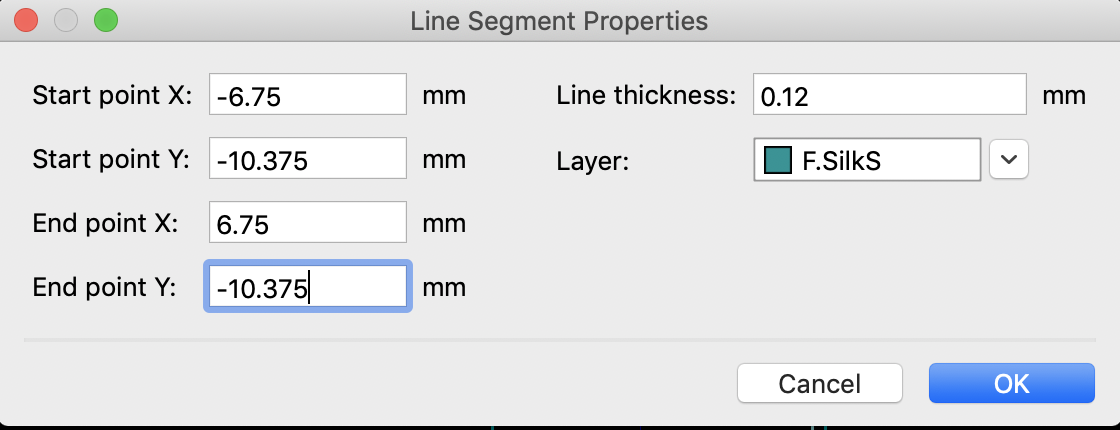 Line Segment Properties
Start point X: -6.75 mm Line thickness: 0.12 mm
Start point Y: -10.375 mm Layer: F.SilkS
End point X: 6.75 mm
End point Y: -10.375 mm
Cancel OK